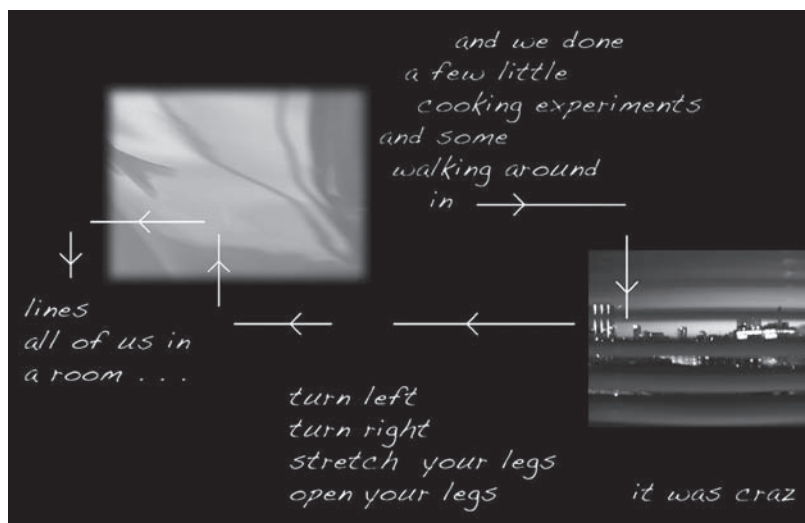 and we done
a few little
cooking experiments
and some
walking around
in
lines
all of us in
a room . . .
turn left
turn right
stretch your legs
open your legs
it was craz